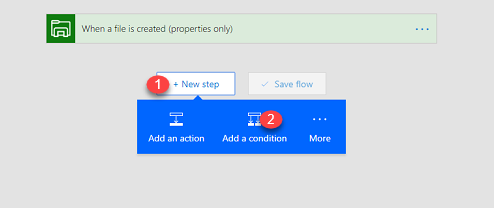 When a file is created (properties only)
...
1 + New step
✓ Save flow
Add an action
2
Add a condition
... More